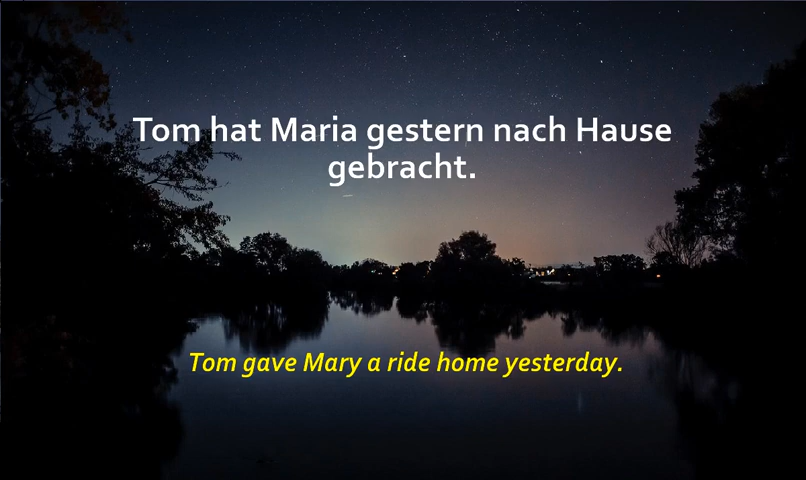 Tom hat Maria gestern nach Hause
gebracht.
Tom gave Mary a ride home yesterday.